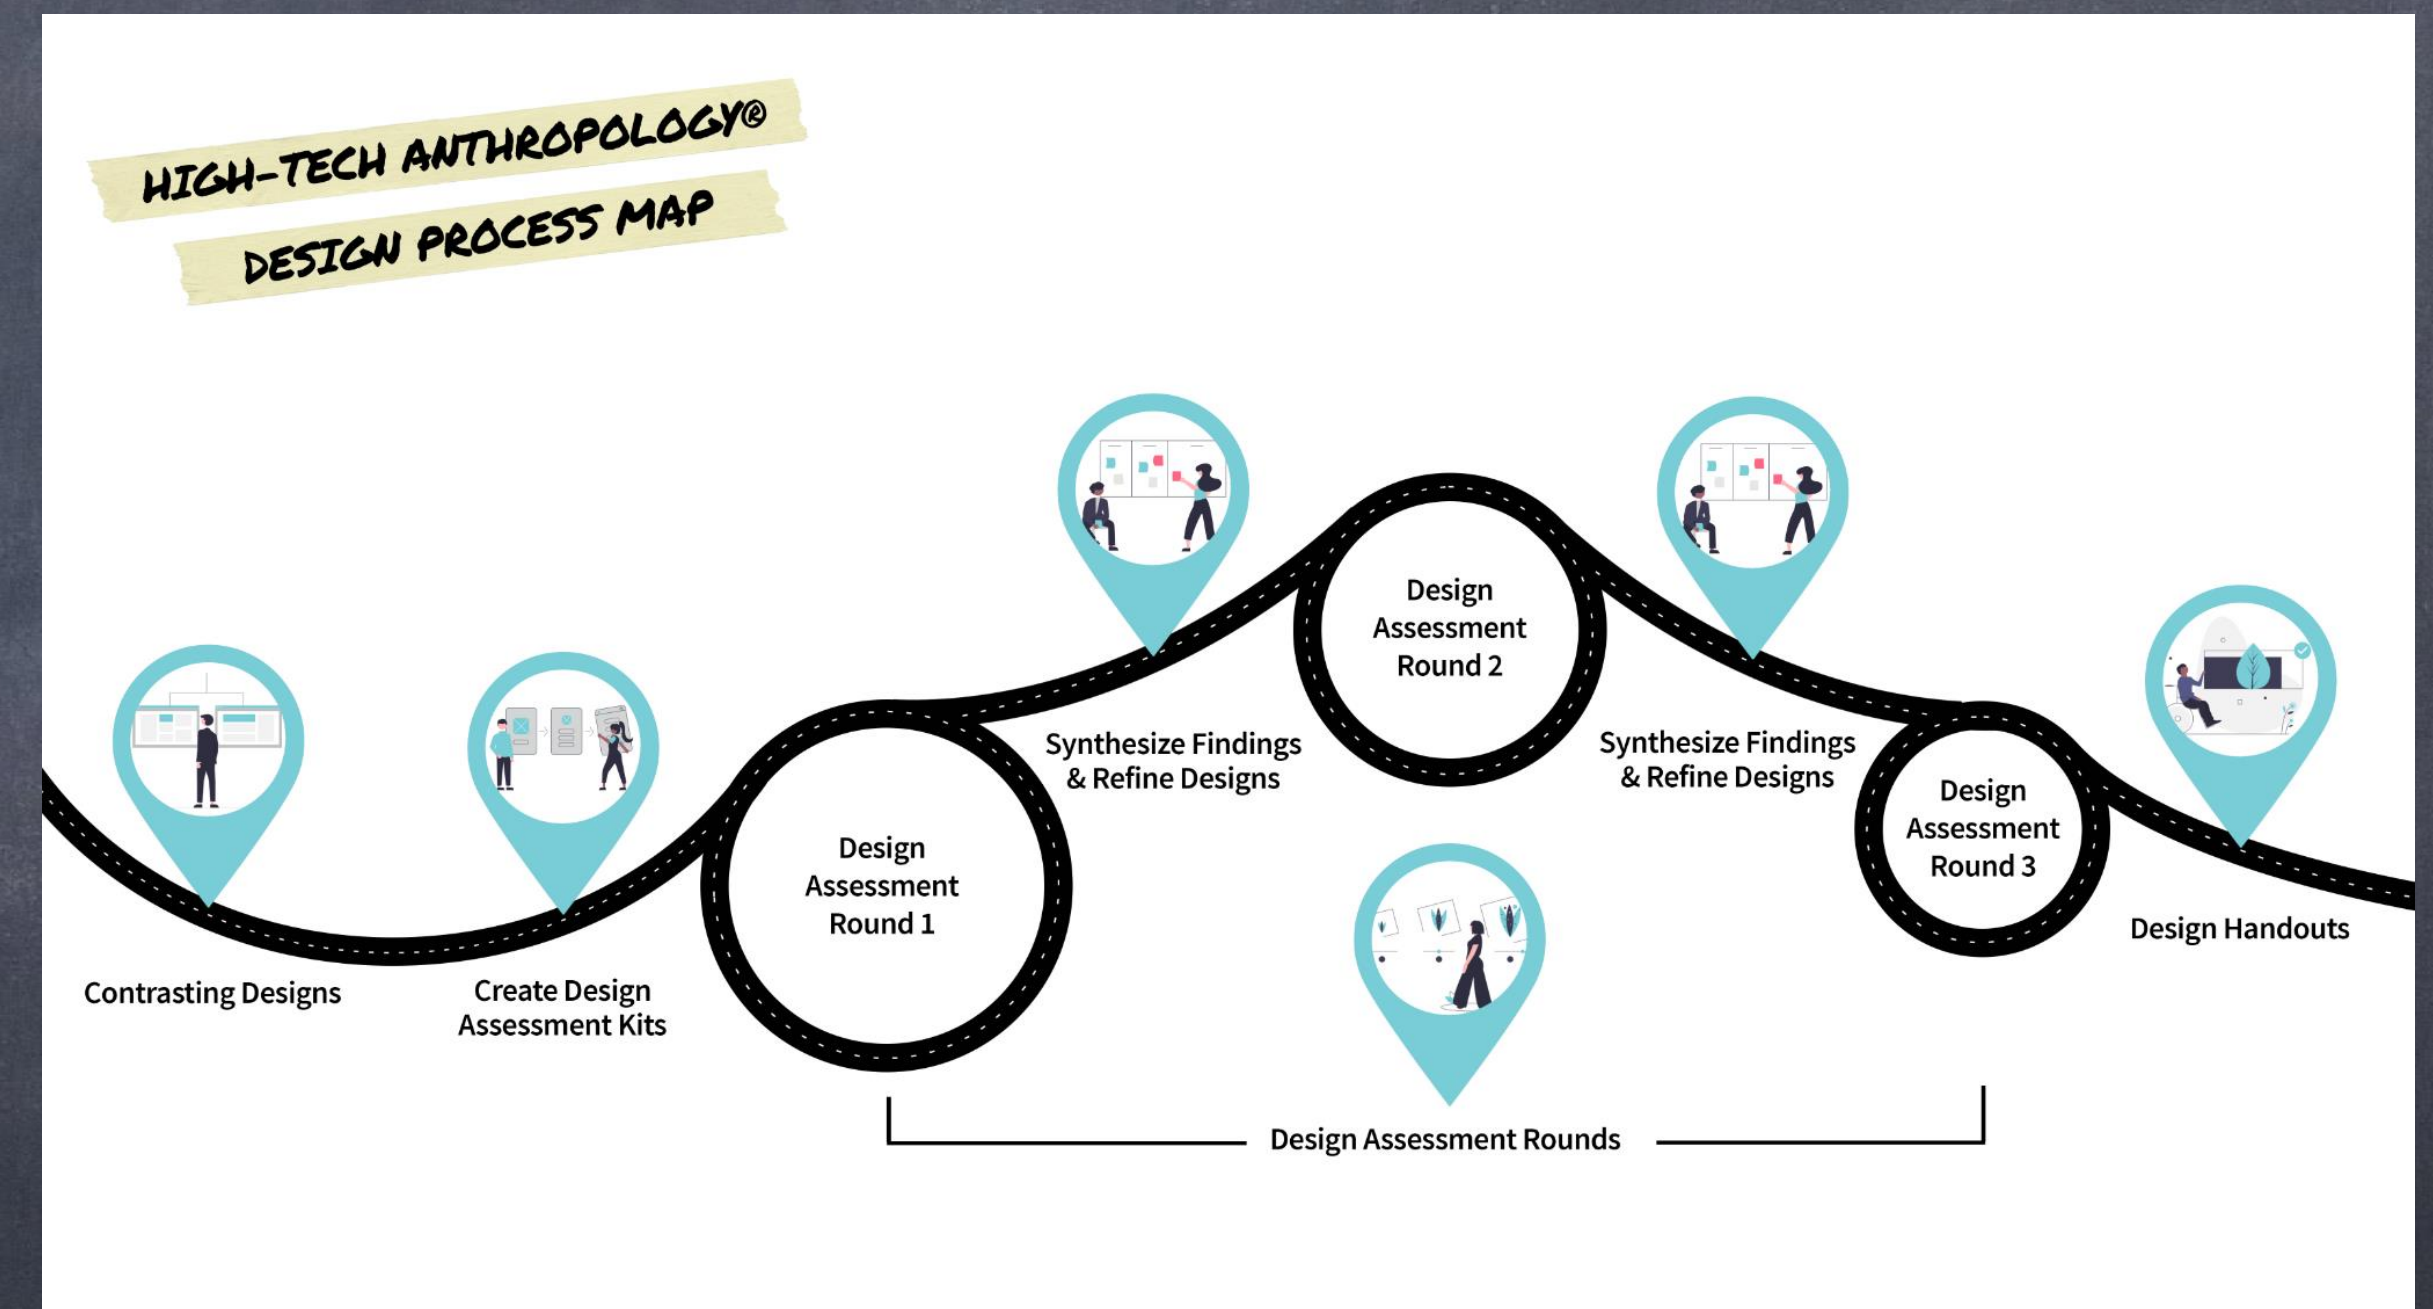 HIGH-TECH ANTHROPOLOGY®
DESIGN PROCESS MAP
Contrasting Designs
Create Design
Assessment Kits
Design
Assessment
Round 1
Synthesize Findings
& Refine Designs
Design
Assessment
Round 2
Synthesize Findings
& Refine Designs
Design
Assessment
Round 3
Design Handouts
Design Assessment Rounds